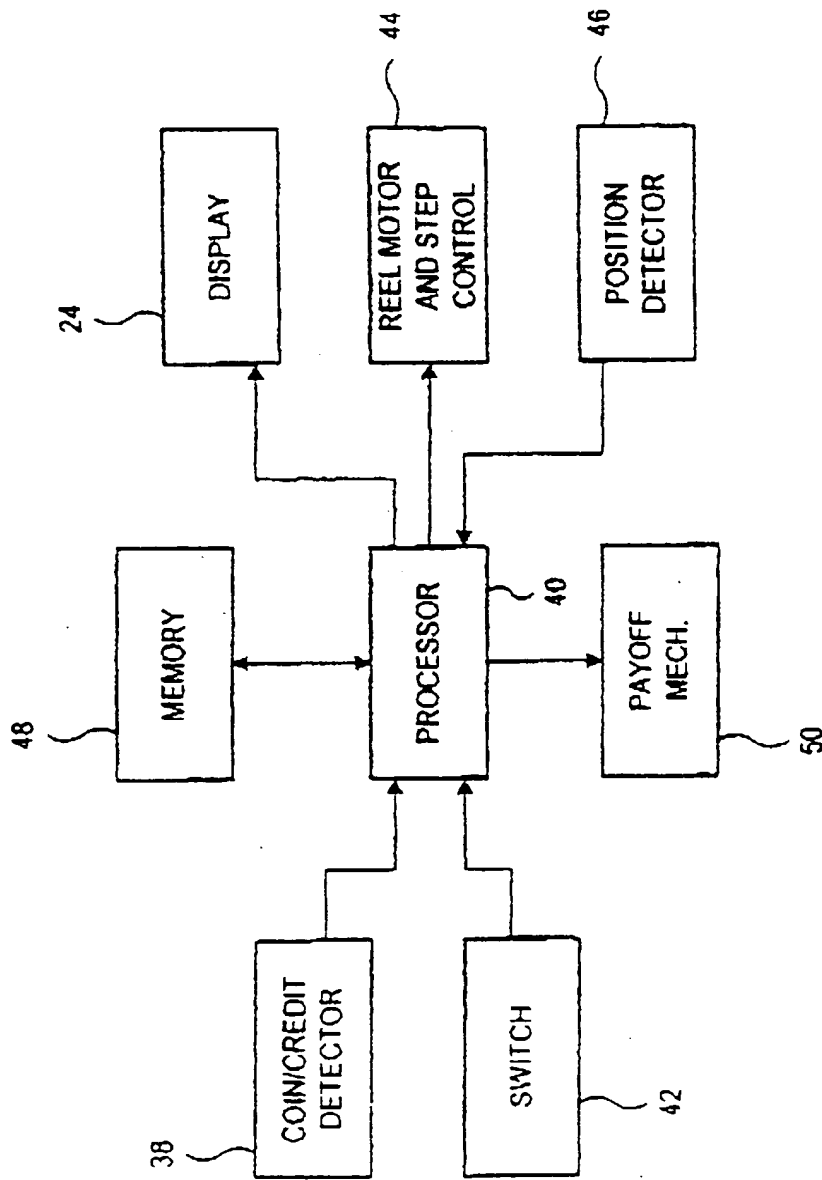 48
MEMORY
24
DISPLAY
38
COIN/CREDIT
DETECTOR
PROCESSOR
40
REEL MOTOR
AND STEP
CONTROL
44
SWITCH
42
PAYOFF
MECH.
50
POSITION
DETECTOR
46